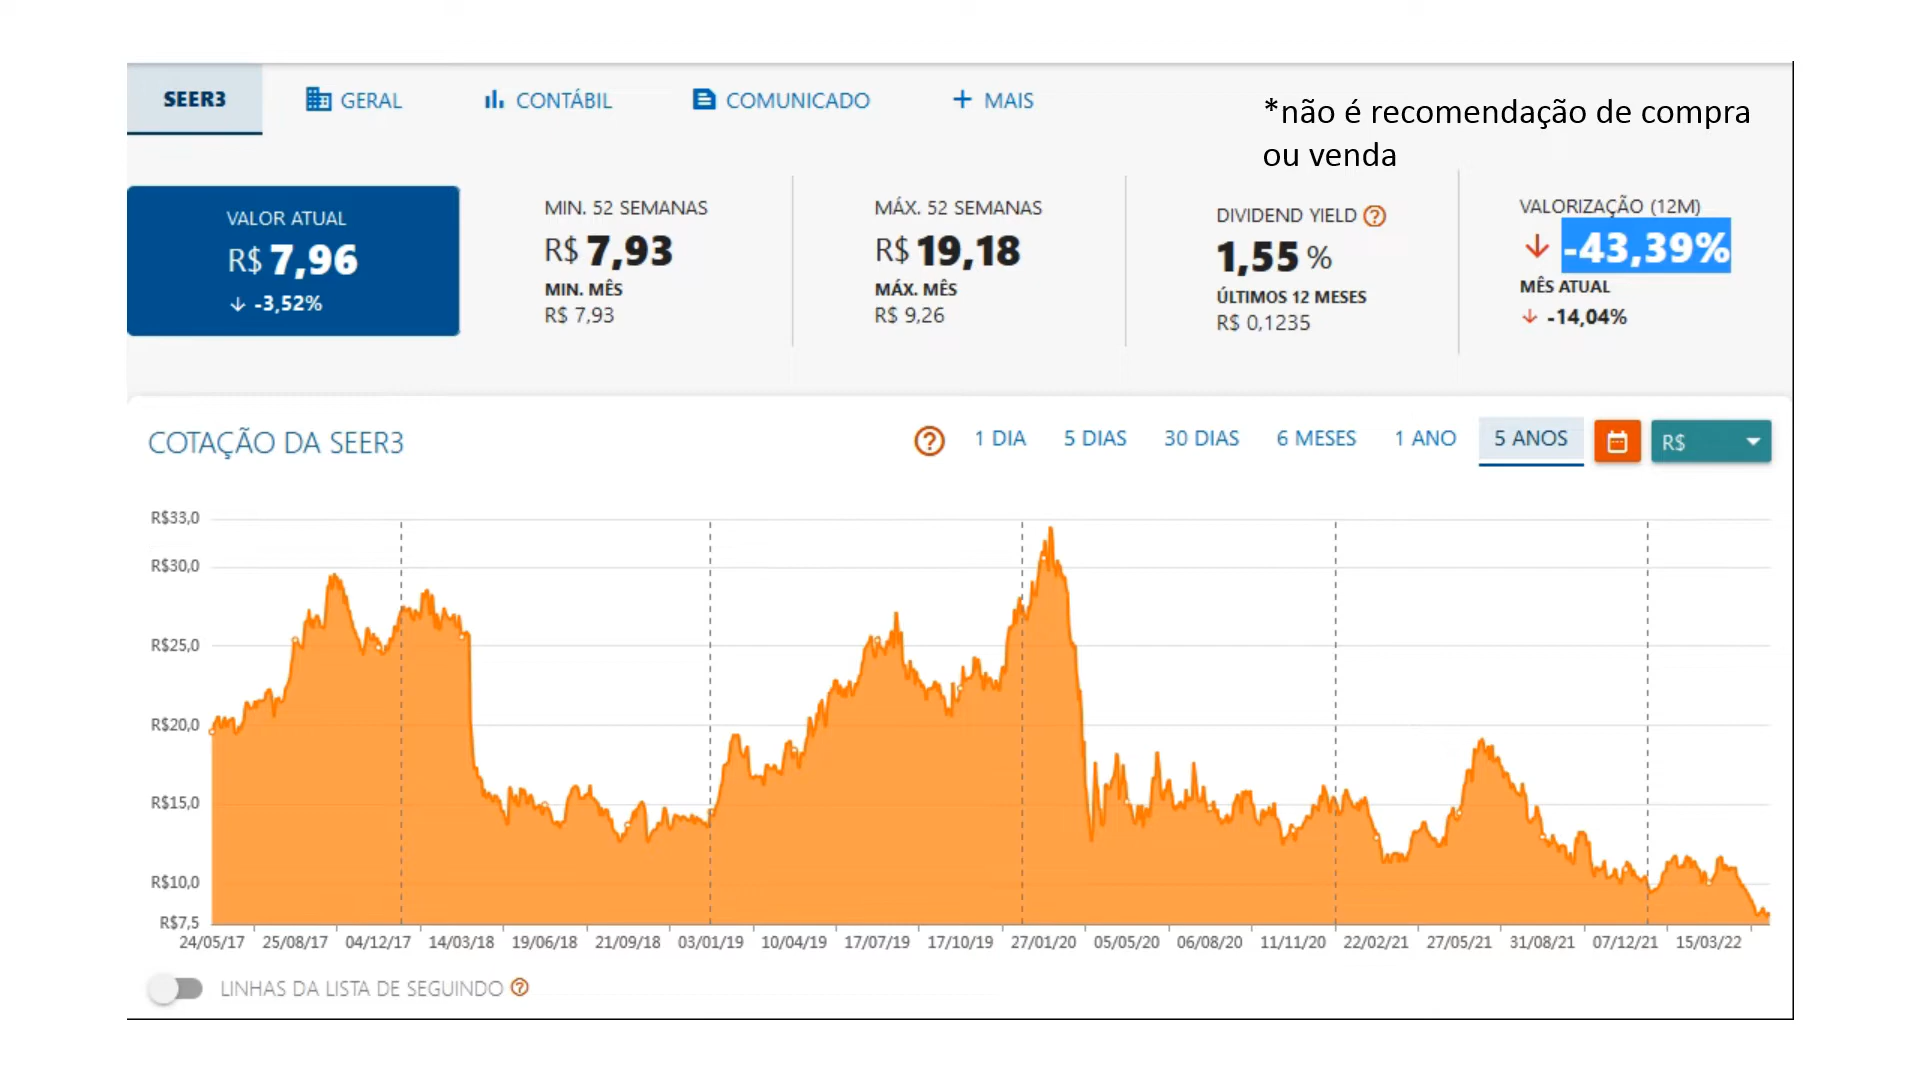 SEER3
GERAL
CONTÁBIL
COMUNICADO
+ MAIS
*não é recomendação de compra
ou venda
VALOR ATUAL
R$ 7,96
-3,52%
MIN. 52 SEMANAS
R$ 7,93
MIN. MÊS
R$ 7,93
MÁX. 52 SEMANAS
R$ 19,18
MÁX. MÊS
R$ 9,26
DIVIDEND YIELD ?
1,55 %
ÚLTIMOS 12 MESES
R$ 0,1235
VALORIZAÇÃO (12M)
-43,39%
MÊS ATUAL
-14,04%
COTAÇÃO DA SEER3
? 1 DIA 5 DIAS 30 DIAS 6 MESES 1 ANO 5 ANOS R$
R$33,0
R$30,0
R$25,0
R$20,0
R$15,0
R$10,0
R$7,5
24/05/17 25/08/17 04/12/17 14/03/18 19/06/18 21/09/18 03/01/19 10/04/19 17/07/19 17/10/19 27/01/20 05/05/20 06/08/20 11/11/20 22/02/21 27/05/21 31/08/21 07/12/21 15/03/22
LINHAS DA LISTA DE SEGUINDO ?